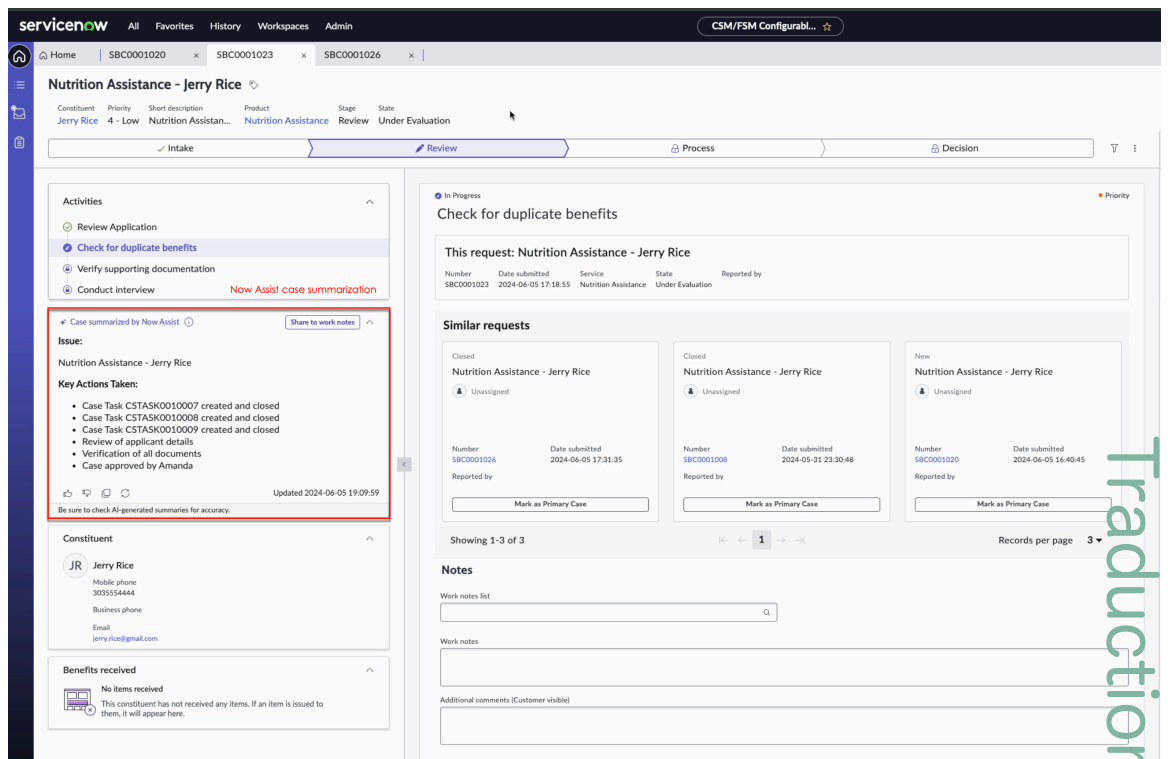 servicenow All Favorites History Workspaces Admin CSM/FSM Configurabl...
Home SBC0001020 × SBC0001023 × SBC0001026 ×
Nutrition Assistance - Jerry Rice
Constituent Priority Short description Product Stage State
Jerry Rice 4 - Low Nutrition Assistan... Nutrition Assistance Review Under Evaluation
Intake Review Process Decision
Activities
Review Application
Check for duplicate benefits
Verify supporting documentation
Conduct interview
Now Assist case summarization
Case summarized by Now Assist Share to work notes
Issue:
Nutrition Assistance - Jerry Rice
Key Actions Taken:
• Case Task CSTASK0010007 created and closed
• Case Task CSTASK0010008 created and closed
• Case Task CSTASK0010009 created and closed
• Review of applicant details
• Verification of all documents
• Case approved by Amanda
Updated 2024-06-05 19:09:59
Be sure to check AI-generated summaries for accuracy.
Constituent
JR Jerry Rice
Mobile phone
3035554444
Business phone
Email
jerry.rice@gmail.com
Benefits received
No items received
This constituent has not received any items. If an item is issued to
them, it will appear here.
In Progress Priority
Check for duplicate benefits
This request: Nutrition Assistance - Jerry Rice
Number Date submitted Service State Reported by
SBC0001023 2024-06-05 17:18:55 Nutrition Assistance Under Evaluation
Similar requests
Closed
Nutrition Assistance - Jerry Rice
Unassigned
Number Date submitted
SBC0001026 2024-06-05 17:31:35
Reported by
Mark as Primary Case
Closed
Nutrition Assistance - Jerry Rice
Unassigned
Number Date submitted
SBC0001008 2024-05-31 23:30:48
Reported by
Mark as Primary Case
New
Nutrition Assistance - Jerry Rice
Unassigned
Number Date submitted
SBC0001020 2024-06-05 16:40:45
Reported by
Mark as Primary Case
Showing 1-3 of 3 1 Records per page 3
Notes
Work notes list
Work notes
Additional comments (Customer visible)
Traduction